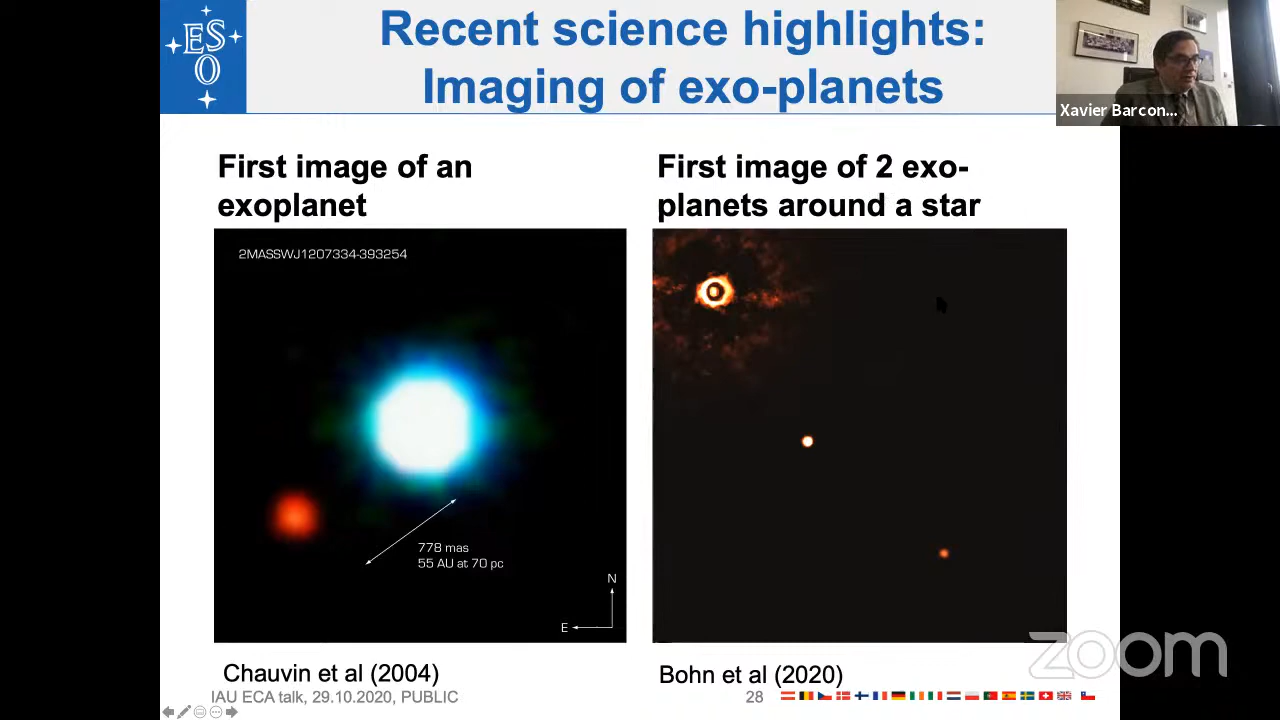 ESO
Recent science highlights:
Imaging of exo-planets
Xavier Barcon...
First image of an
exoplanet
First image of 2 exo-
planets around a star
2MASSWJ1207334-393254
778 mas
55 AU at 70 pc
N
E
Chauvin et al (2004)
Bohn et al (2020)
IAU ECA talk, 29.10.2020, PUBLIC
28
zoom